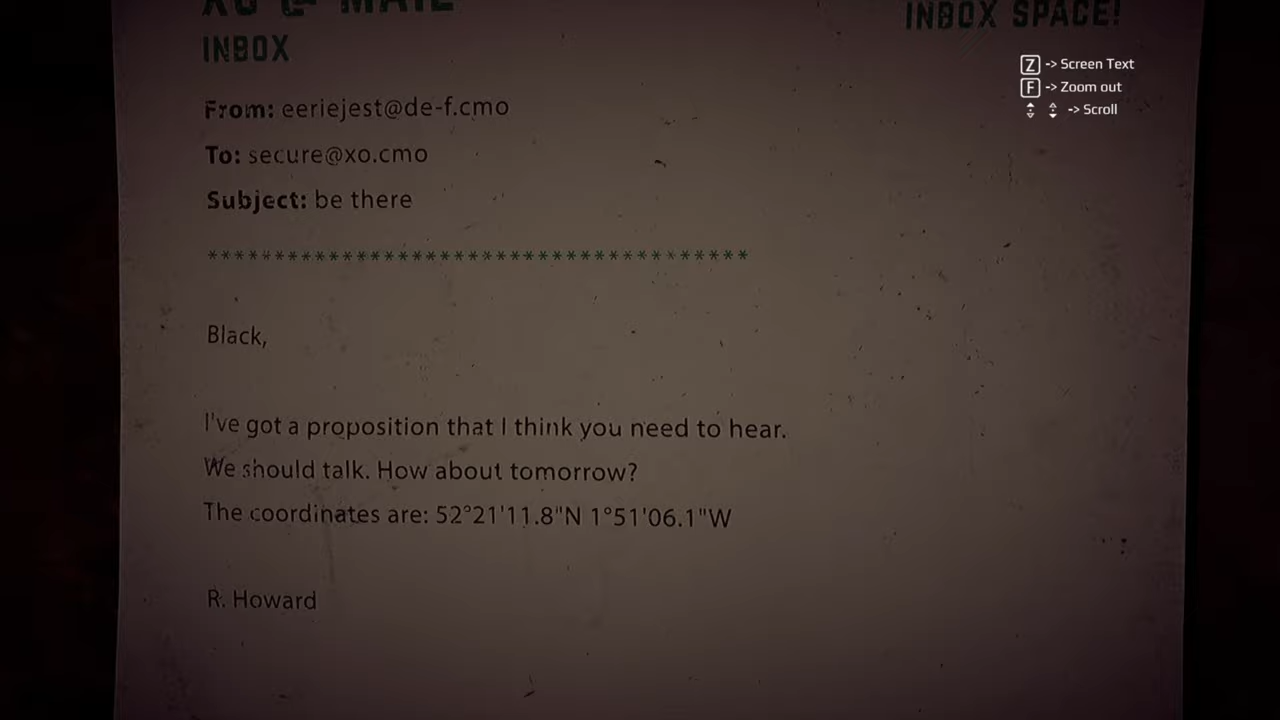 XO @ MAIL
INBOX SPACE!
INBOX
Z -> Screen Text
F -> Zoom out
-> Scroll
From: eeriejest@de-f.cmo
To: secure@xo.cmo
Subject: be there
***************************************
Black,
I've got a proposition that I think you need to hear.
We should talk. How about tomorrow?
The coordinates are: 52°21'11.8"N 1°51'06.1"W
R. Howard